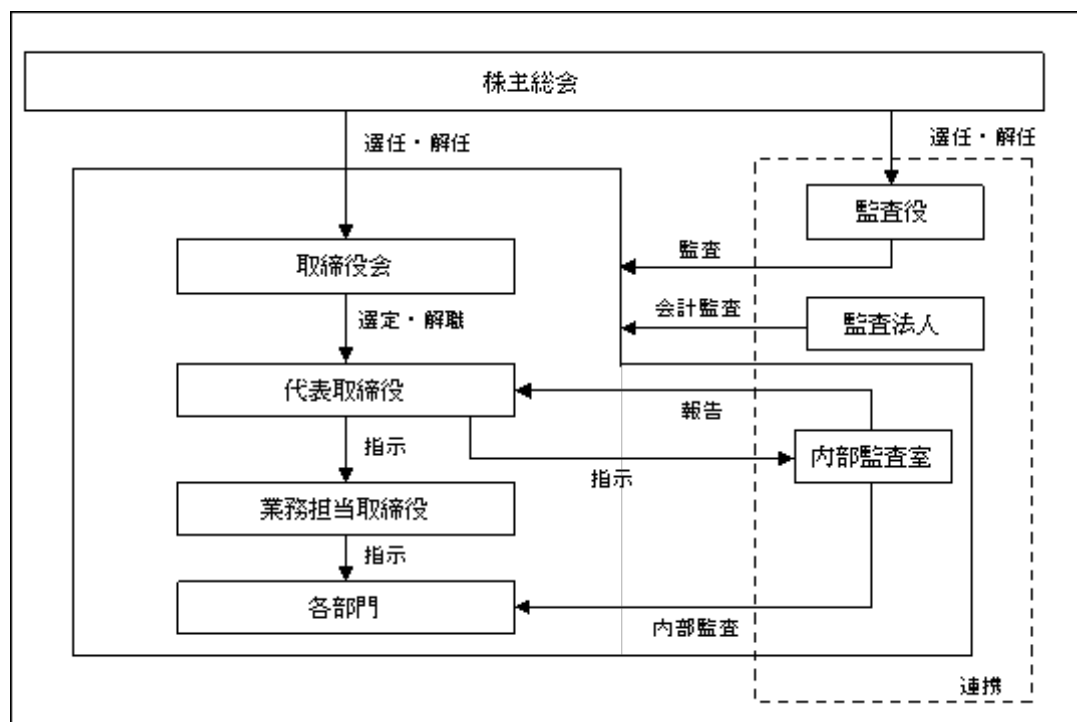 株主総会
選任・解任
選任・解任
監査役
監査
取締役会
会計監査
監査法人
選定・解職
代表取締役
報告
指示
内部監査室
指示
業務担当取締役
指示
各部門
内部監査
連携